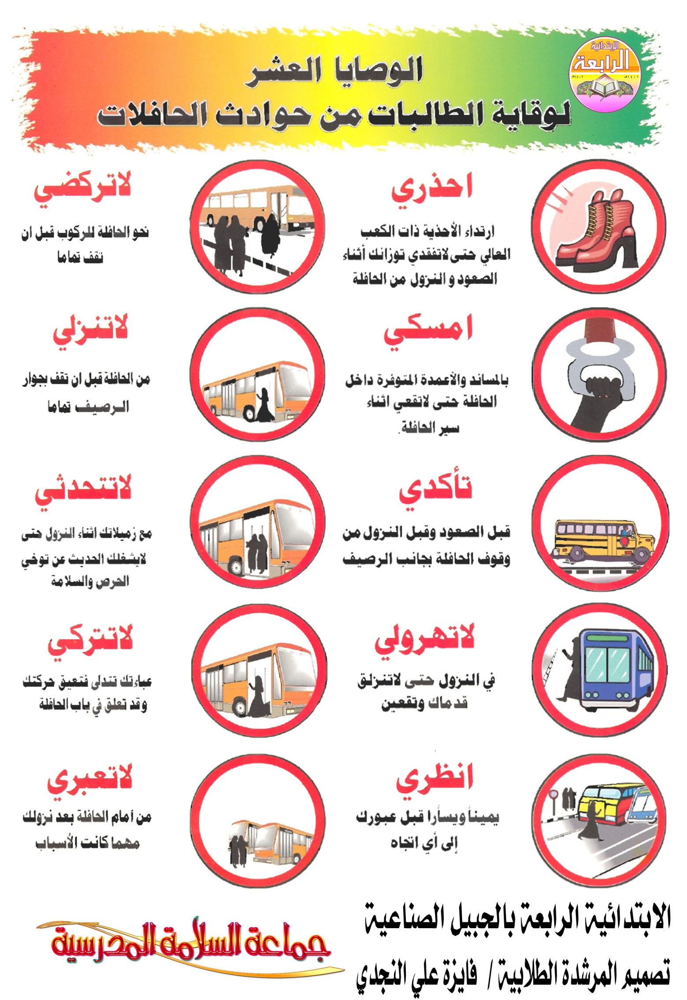 الإبتدائية
الرابعة
١٤٠١هـ ١٤٠٢هـ
الوصايا العشر
لوقاية الطالبات من حوادث الحافلات
احذري
ارتداء الأحذية ذات الكعب
العالي حتى لاتفقدي توزانك أثناء
الصعود و النزول من الحافلة
لاتركضي
نحو الحافلة للركوب قبل ان
تقف تماما
امسكي
بالمساند والأعمدة المتوفرة داخل
الحافلة حتى لاتقعي اثناء
سير الحافلة.
لاتنزلي
من الحافلة قبل ان تقف بجوار
الرصيف تماما
تأكدي
قبل الصعود وقبل النزول من
وقوف الحافلة بجانب الرصيف
لاتتحدثي
مع زميلاتك اثناء النزول حتى
لايشغلك الحديث عن توخي
الحرص والسلامة
لاتهرولي
في النزول حتى لاتنزلق
قدماك وتقعين
لاتتركي
عباءتك تتدلى فتعيق حركتك
وقد تعلق في باب الحافلة
انظري
يميناً ويسارا قبل عبورك
إلى أي اتجاه
لاتعبري
من أمام الحافلة بعد نزولك
مهما كانت الأسباب
الابتدائية الرابعة بالجبيل الصناعية
جماعة السلامة المدرسية
تصميم المرشدة الطلابية / فايزة علي النجدي